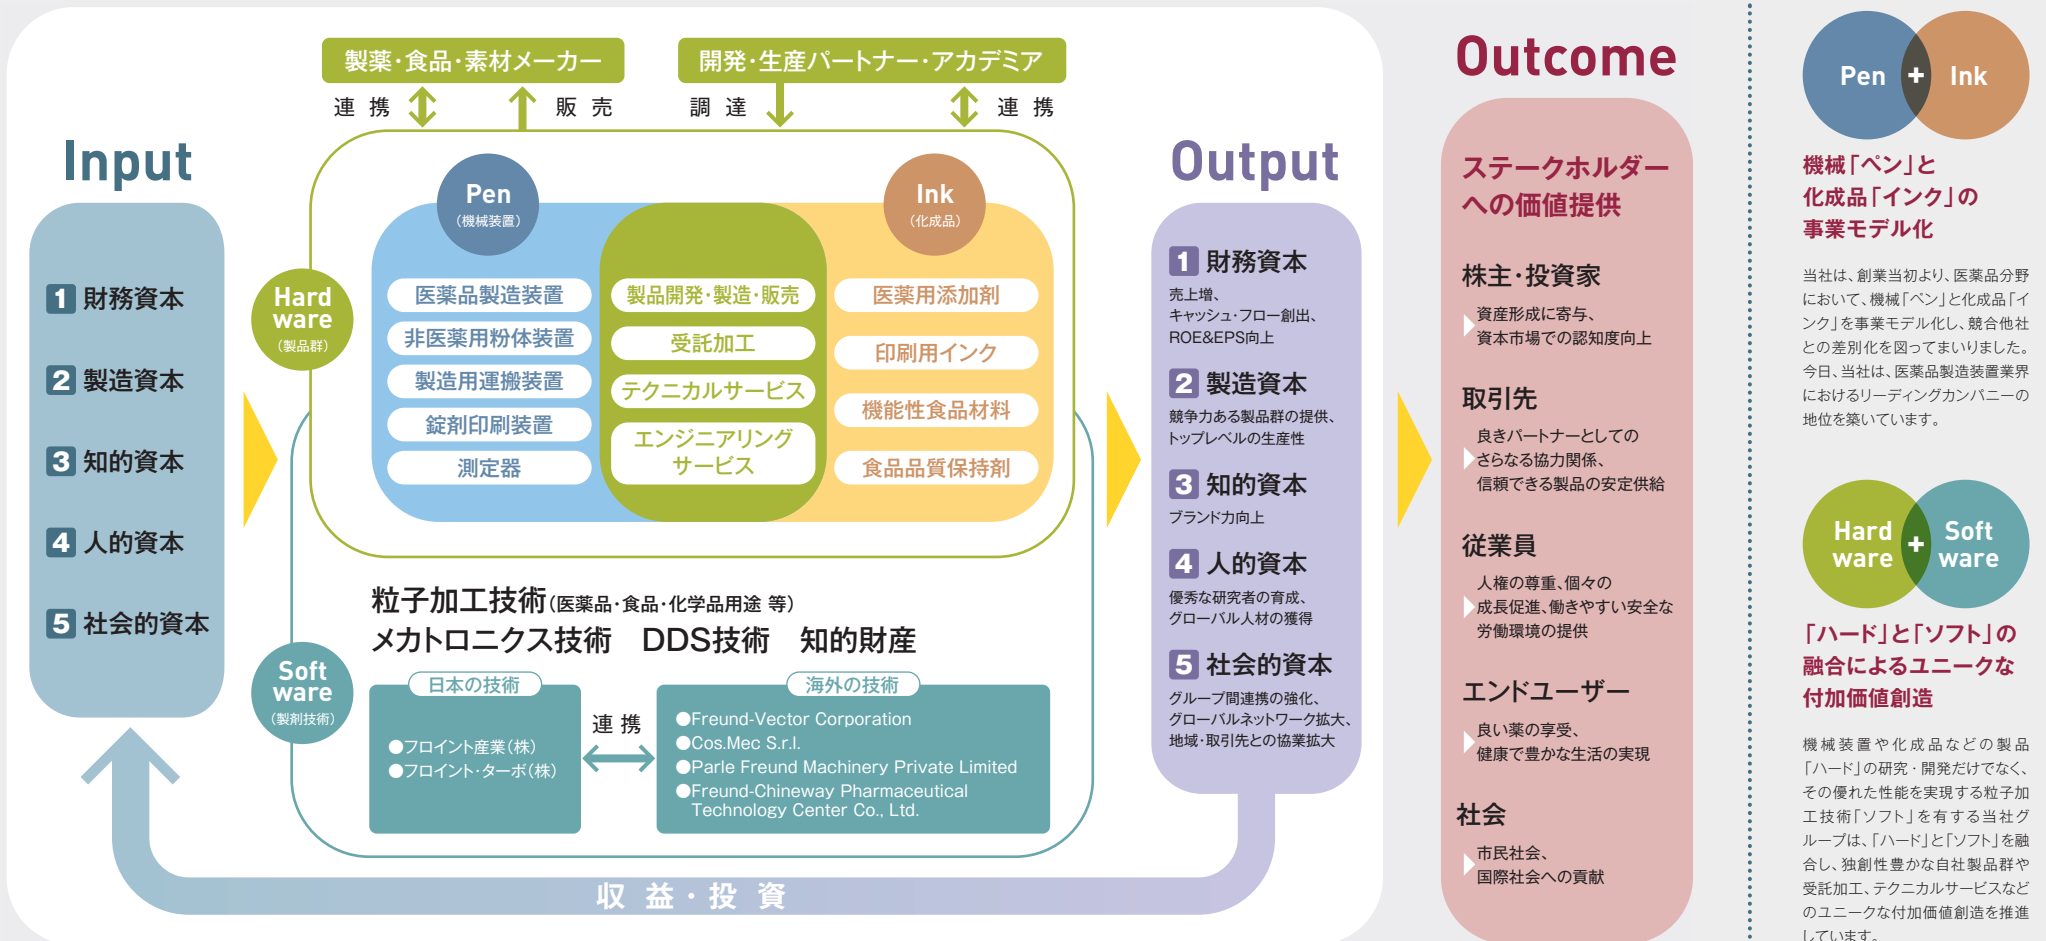 Input
1 財務資本
2 製造資本
3 知的資本
4 人的資本
5 社会的資本
製薬・食品・素材メーカー
開発・生産パートナー・アカデミア
連携
販売
調達
連携
Hard
ware
(製品群)
Pen
(機械装置)
医薬品製造装置
非医薬用粉体装置
製造用運搬装置
錠剤印刷装置
測定器
製品開発・製造・販売
受託加工
テクニカルサービス
エンジニアリング
サービス
Ink
(化成品)
医薬用添加剤
印刷用インク
機能性食品材料
食品品質保持剤
粒子加工技術(医薬品・食品・化学品用途 等)
メカトロニクス技術 DDS技術 知的財産
Soft
ware
(製剤技術)
日本の技術
●フロイント産業(株)
●フロイント・ターボ(株)
連携
海外の技術
●Freund-Vector Corporation
●Cos.Mec S.r.l.
●Parle Freund Machinery Private Limited
●Freund-Chineway Pharmaceutical
Technology Center Co., Ltd.
収益・投資
Output
1 財務資本
売上増、
キャッシュ・フロー創出、
ROE&EPS向上
2 製造資本
競争力ある製品群の提供、
トップレベルの生産性
3 知的資本
ブランド力向上
4 人的資本
優秀な研究者の育成、
グローバル人材の獲得
5 社会的資本
グループ間連携の強化、
グローバルネットワーク拡大、
地域・取引先との協業拡大
Outcome
ステークホルダー
への価値提供
株主・投資家
資産形成に寄与、
資本市場での認知度向上
取引先
良きパートナーとしての
さらなる協力関係、
信頼できる製品の安定供給
従業員
人権の尊重、個々の
成長促進、働きやすい安全な
労働環境の提供
エンドユーザー
良い薬の享受、
健康で豊かな生活の実現
社会
市民社会、
国際社会への貢献
Pen + Ink
機械「ペン」と
化成品「インク」の
事業モデル化
当社は、創業当初より、医薬品分野
において、機械「ペン」と化成品「イ
ンク」を事業モデル化し、競合他社
との差別化を図ってまいりました。
今日、当社は、医薬品製造装置業界
におけるリーディングカンパニーの
地位を築いています。
Hard
ware
+
Soft
ware
「ハード」と「ソフト」の
融合によるユニークな
付加価値創造
機械装置や化成品などの製品
「ハード」の研究・開発だけでなく、
その優れた性能を実現する粒子加
工技術「ソフト」を有する当社グ
ループは、「ハード」と「ソフト」を融
合し、独創性豊かな自社製品群や
受託加工、テクニカルサービスなど
のユニークな付加価値創造を推進
しています。